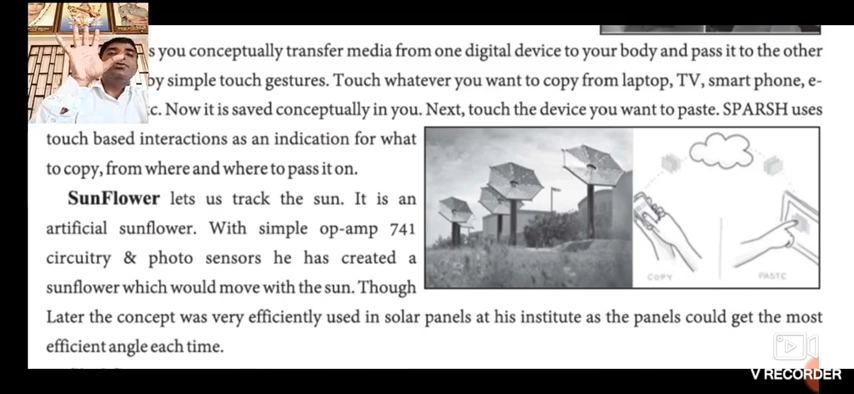 s you conceptually transfer media from one digital device to your body and pass it to the other
by simple touch gestures. Touch whatever you want to copy from laptop, TV, smart phone, e-
c. Now it is saved conceptually in you. Next, touch the device you want to paste. SPARSH uses
touch based interactions as an indication for what
to copy, from where and where to pass it on.
SunFlower lets us track the sun. It is an
artificial sunflower. With simple op-amp 741
circuitry & photo sensors he has created a
sunflower which would move with the sun. Though
Later the concept was very efficiently used in solar panels at his institute as the panels could get the most
efficient angle each time.
COPY
PASTE
V RECORDER